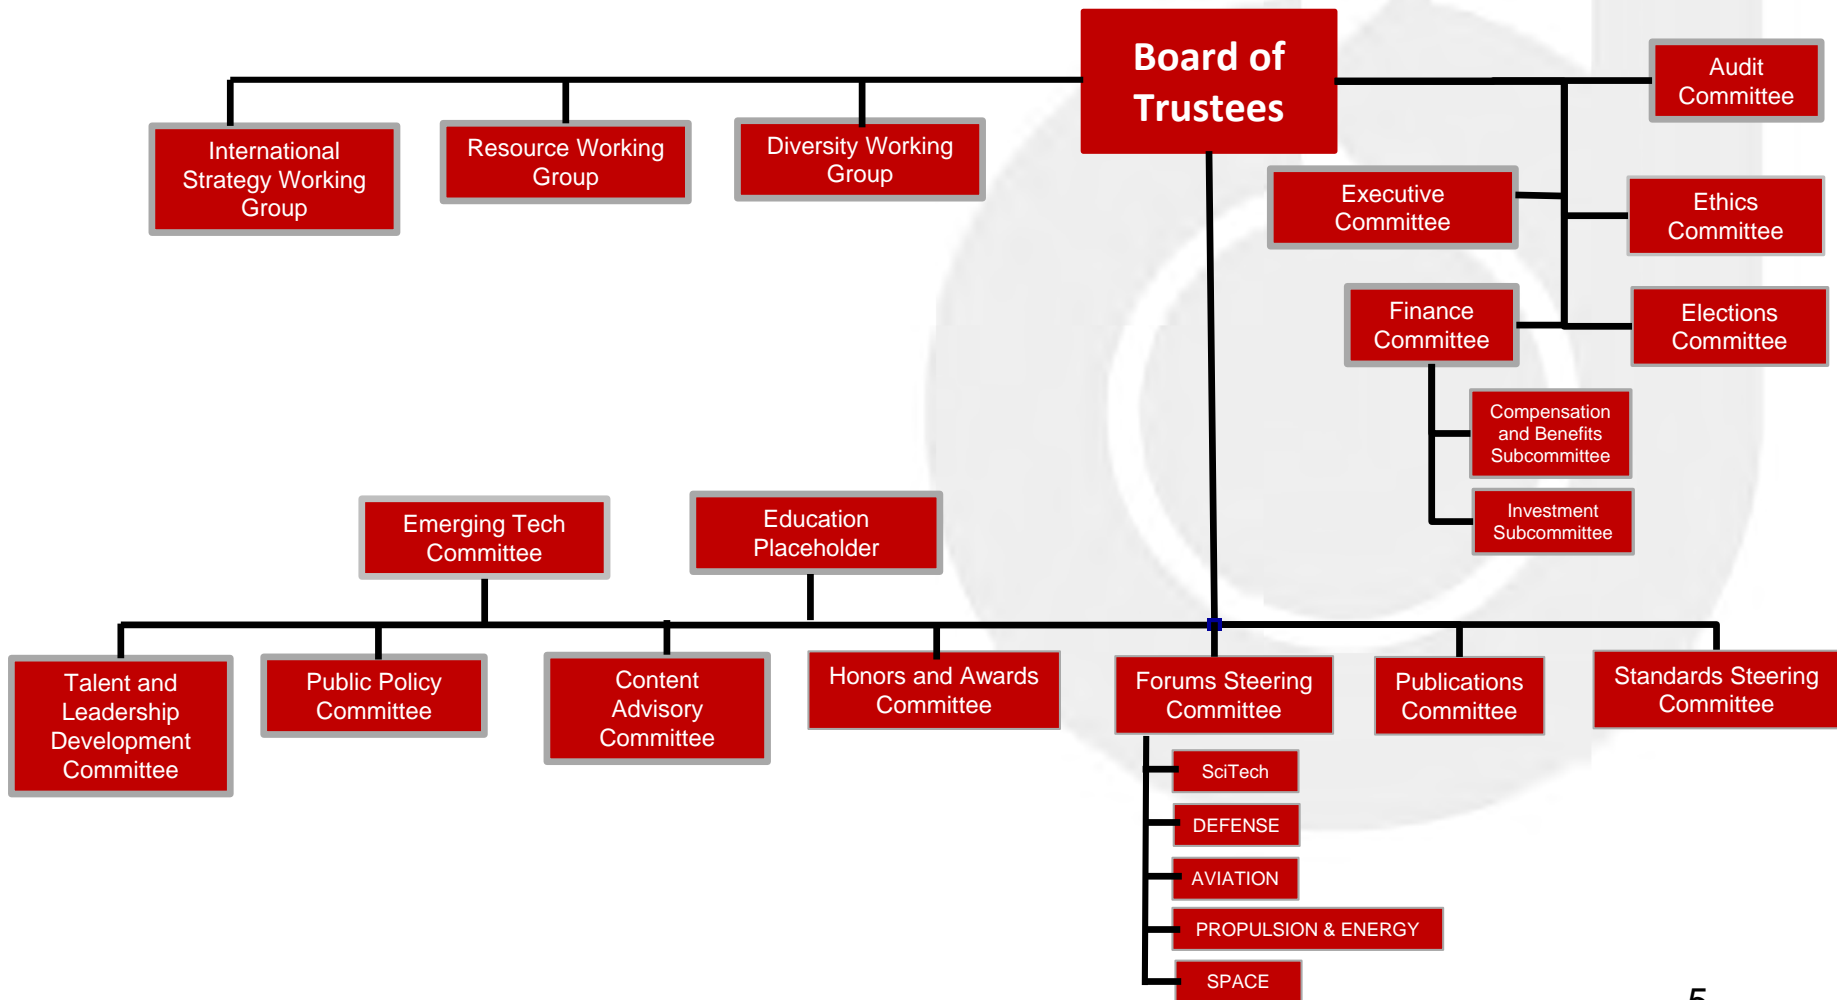 Board of
Trustees
Audit
Committee
International
Strategy Working
Group
Resource Working
Group
Diversity Working
Group
Executive
Committee
Ethics
Committee
Finance
Committee
Elections
Committee
Compensation
and Benefits
Subcommittee
Investment
Subcommittee
Emerging Tech
Committee
Education
Placeholder
Talent and
Leadership
Development
Committee
Public Policy
Committee
Content
Advisory
Committee
Honors and Awards
Committee
Forums Steering
Committee
Publications
Committee
Standards Steering
Committee
SciTech
DEFENSE
AVIATION
PROPULSION & ENERGY
SPACE
5